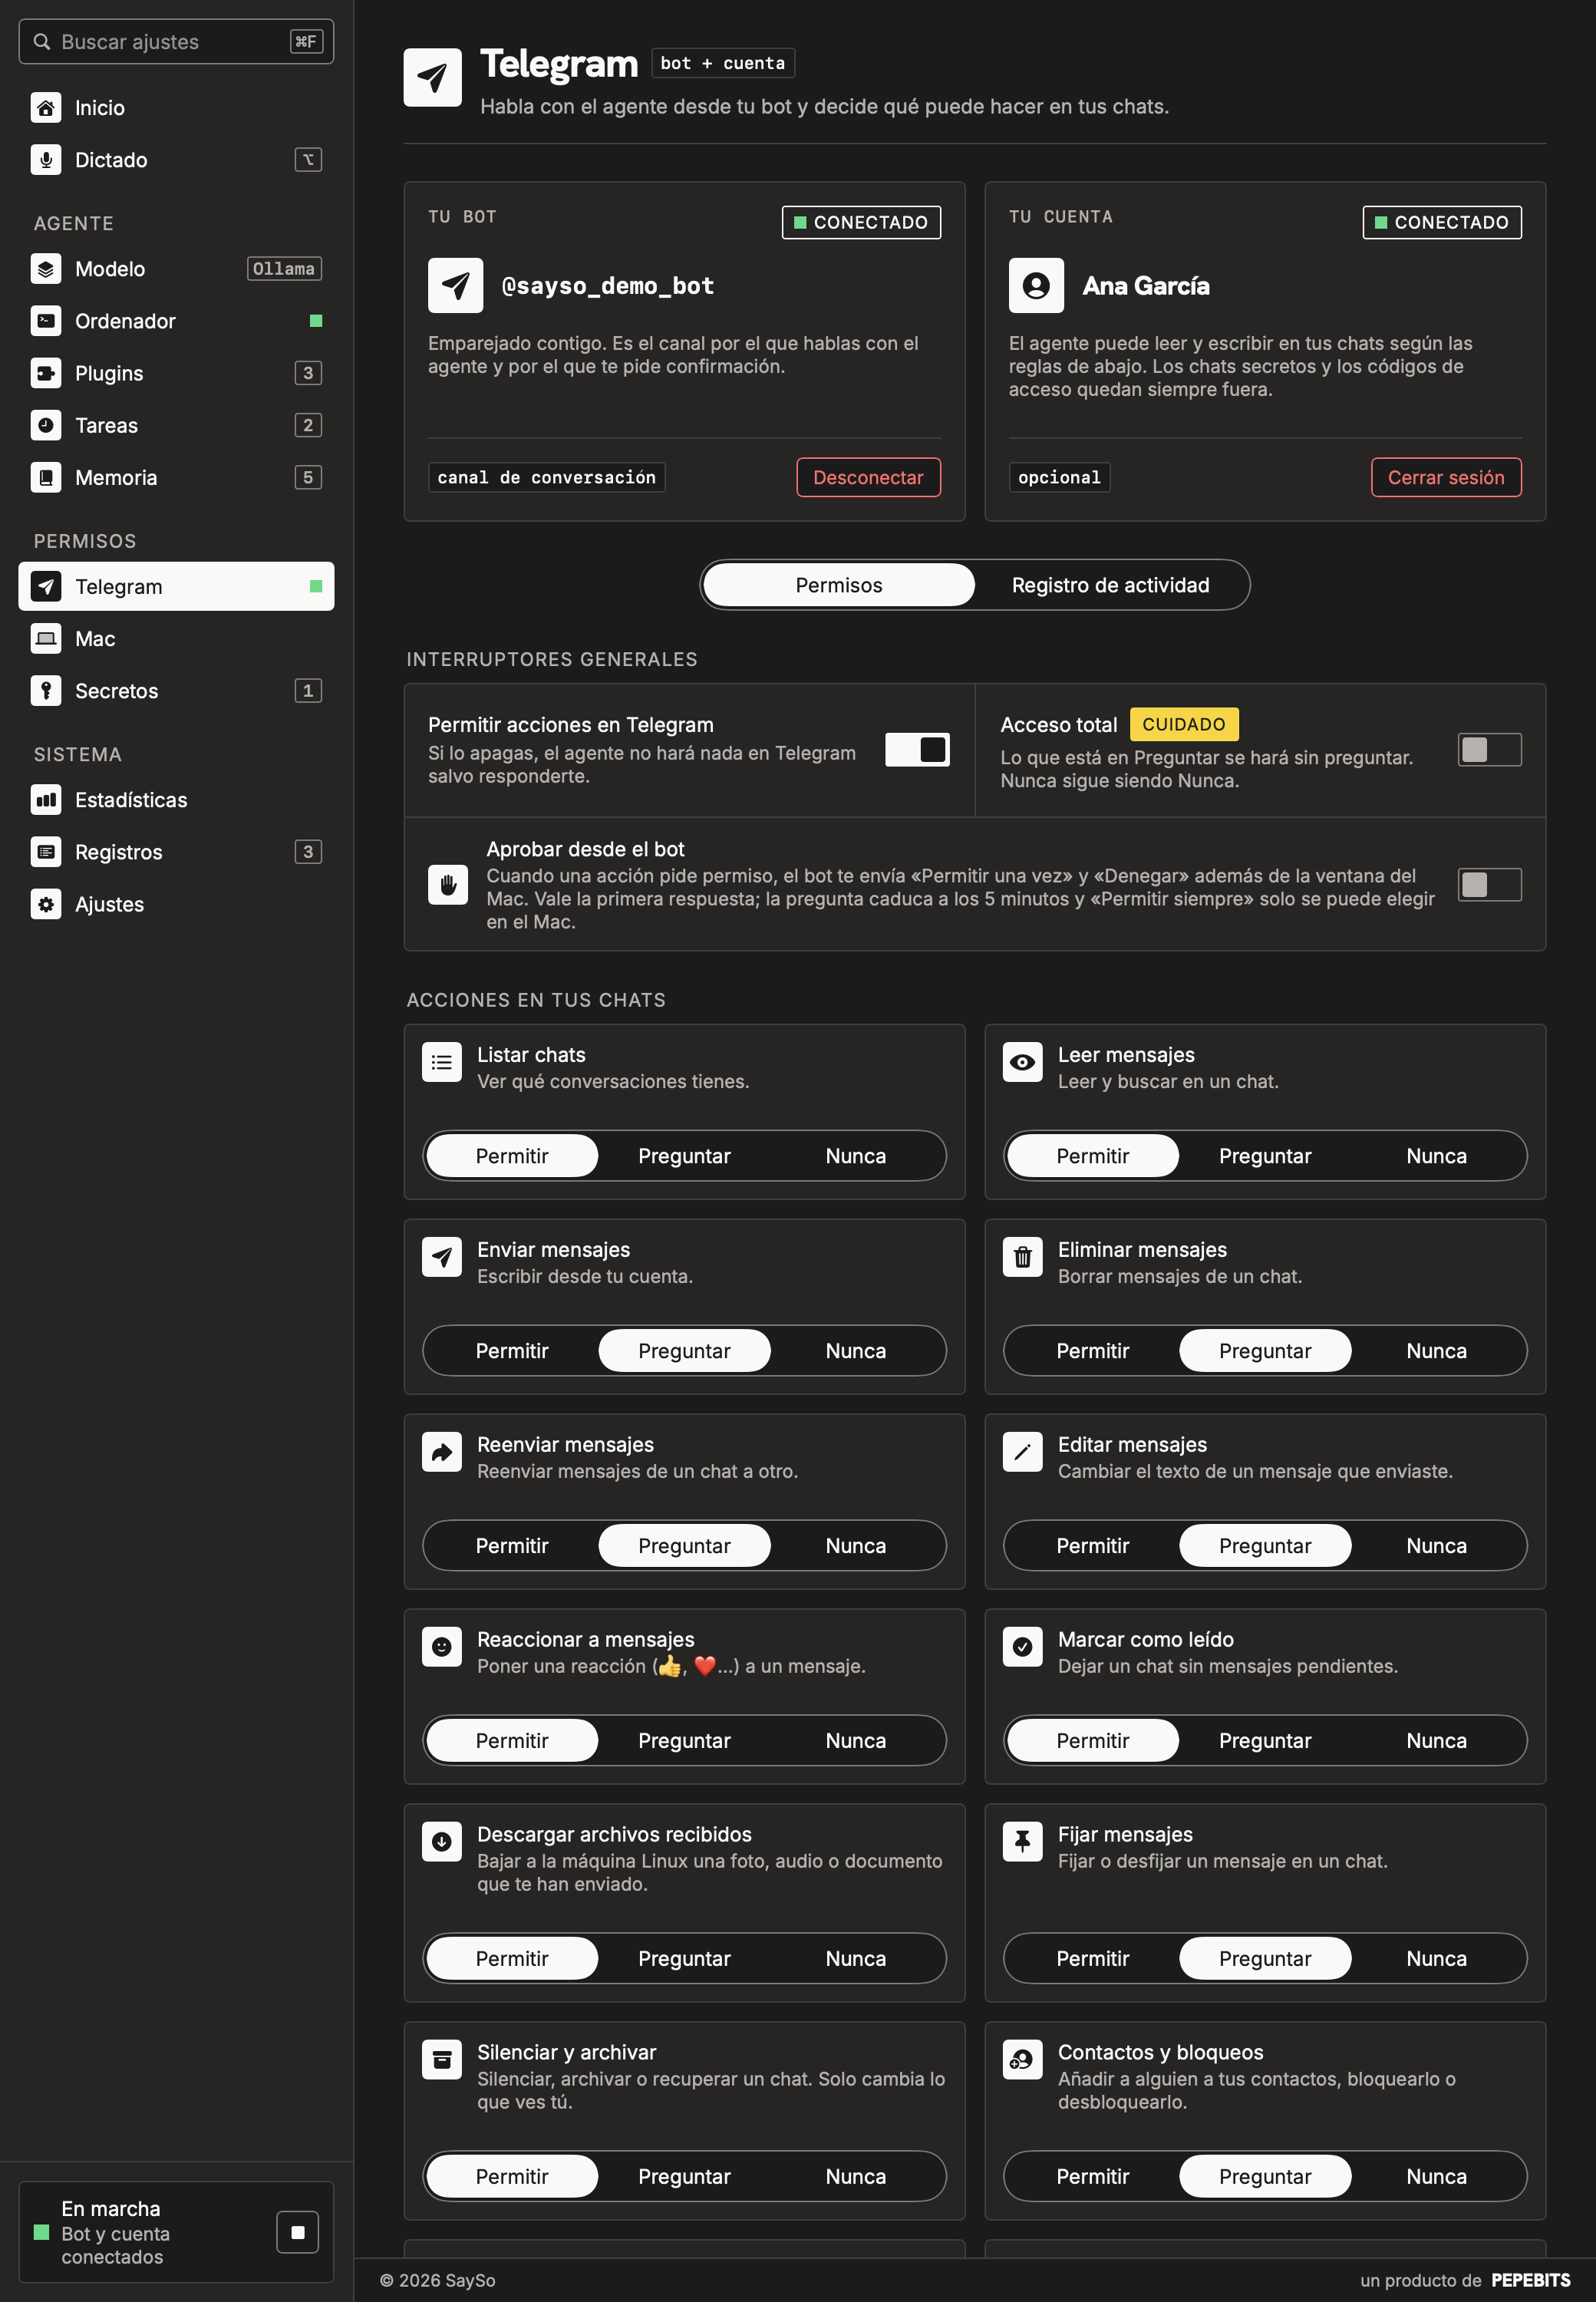 Buscar ajustes ⌘F
Inicio
Dictado ⌥
AGENTE
Modelo Ollama
Ordenador
Plugins 3
Tareas 2
Memoria 5
PERMISOS
Telegram
Mac
Secretos 1
SISTEMA
Estadísticas
Registros 3
Ajustes
En marcha
Bot y cuenta
conectados
Telegram bot + cuenta
Habla con el agente desde tu bot y decide qué puede hacer en tus chats.
TU BOT CONECTADO
@sayso_demo_bot
Emparejado contigo. Es el canal por el que hablas con el
agente y por el que te pide confirmación.
canal de conversación Desconectar
TU CUENTA CONECTADO
Ana García
El agente puede leer y escribir en tus chats según las
reglas de abajo. Los chats secretos y los códigos de
acceso quedan siempre fuera.
opcional Cerrar sesión
Permisos Registro de actividad
INTERRUPTORES GENERALES
Permitir acciones en Telegram
Si lo apagas, el agente no hará nada en Telegram
salvo responderte.
Acceso total CUIDADO
Lo que está en Preguntar se hará sin preguntar.
Nunca sigue siendo Nunca.
Aprobar desde el bot
Cuando una acción pide permiso, el bot te envía «Permitir una vez» y «Denegar» además de la ventana del
Mac. Vale la primera respuesta; la pregunta caduca a los 5 minutos y «Permitir siempre» solo se puede elegir
en el Mac.
ACCIONES EN TUS CHATS
Listar chats
Ver qué conversaciones tienes.
Permitir Preguntar Nunca
Leer mensajes
Leer y buscar en un chat.
Permitir Preguntar Nunca
Enviar mensajes
Escribir desde tu cuenta.
Permitir Preguntar Nunca
Eliminar mensajes
Borrar mensajes de un chat.
Permitir Preguntar Nunca
Reenviar mensajes
Reenviar mensajes de un chat a otro.
Permitir Preguntar Nunca
Editar mensajes
Cambiar el texto de un mensaje que enviaste.
Permitir Preguntar Nunca
Reaccionar a mensajes
Poner una reacción (👍, ❤️...) a un mensaje.
Permitir Preguntar Nunca
Marcar como leído
Dejar un chat sin mensajes pendientes.
Permitir Preguntar Nunca
Descargar archivos recibidos
Bajar a la máquina Linux una foto, audio o documento
que te han enviado.
Permitir Preguntar Nunca
Fijar mensajes
Fijar o desfijar un mensaje en un chat.
Permitir Preguntar Nunca
Silenciar y archivar
Silenciar, archivar o recuperar un chat. Solo cambia lo
que ves tú.
Permitir Preguntar Nunca
Contactos y bloqueos
Añadir a alguien a tus contactos, bloquearlo o
desbloquearlo.
Permitir Preguntar Nunca
© 2026 SaySo
un producto de PEPEBITS